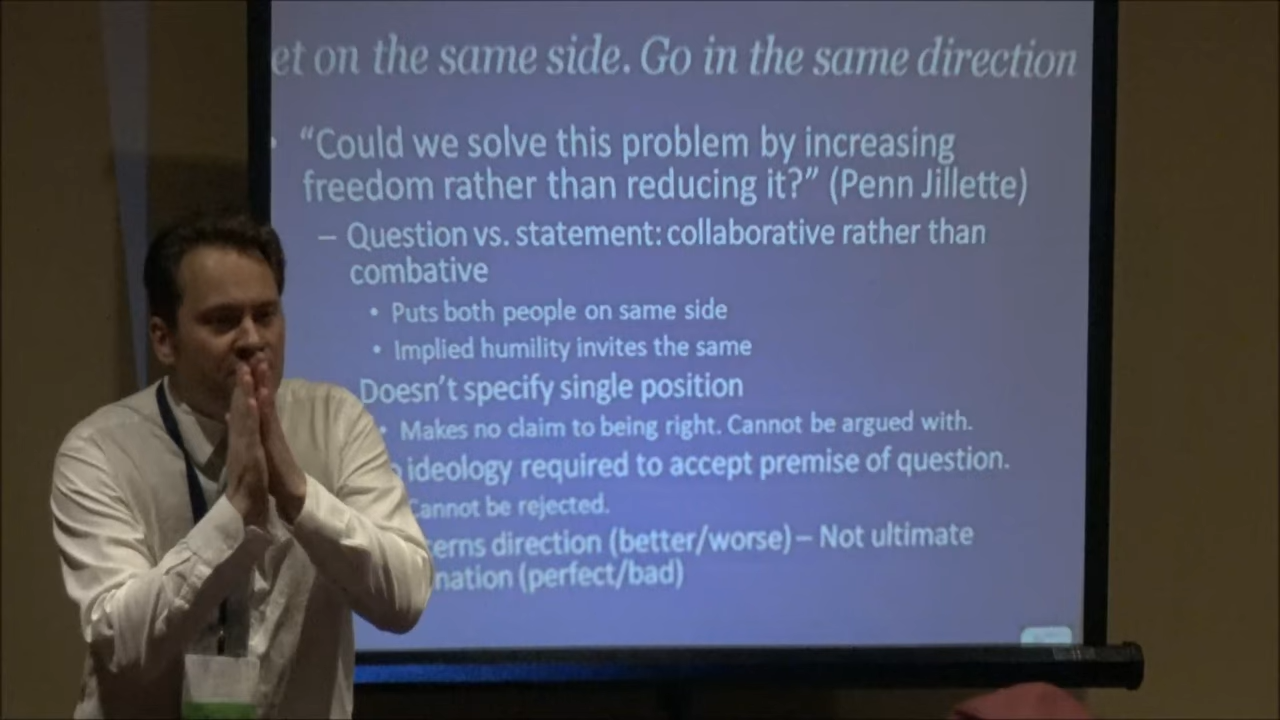 et on the same side. Go in the same direction
• “Could we solve this problem by increasing
freedom rather than reducing it?” (Penn Jillette)
– Question vs. statement: collaborative rather than
combative
• Puts both people on same side
• Implied humility invites the same
Doesn’t specify single position
• Makes no claim to being right. Cannot be argued with.
ideology required to accept premise of question.
Cannot be rejected.
erns direction (better/worse) – Not ultimate
nation (perfect/bad)